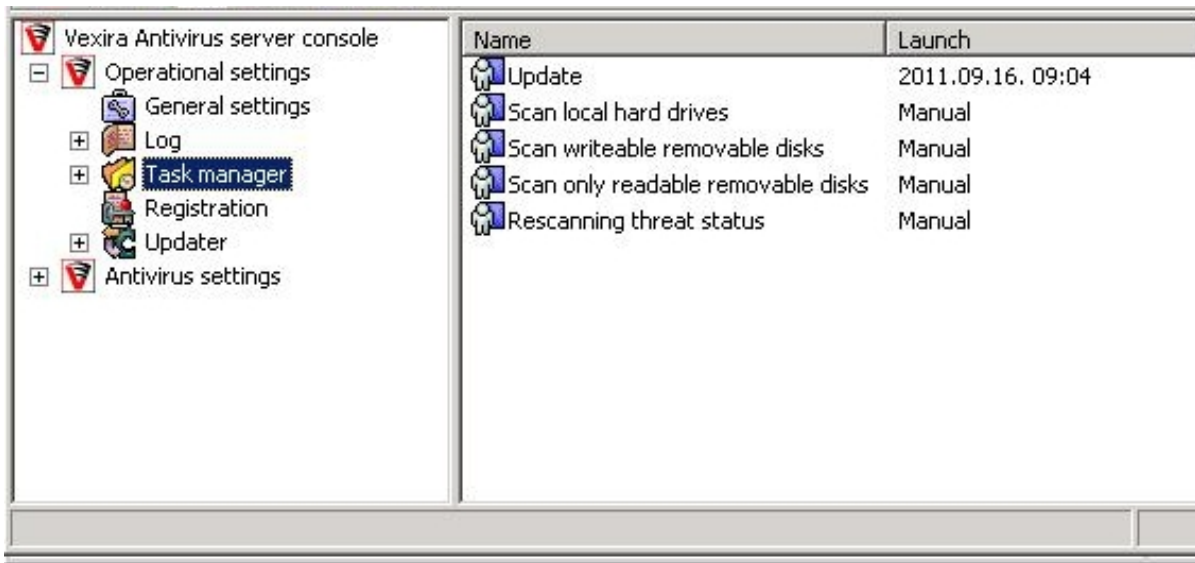 Vexira Antivirus server console
Operational settings
General settings
Log
Task manager
Registration
Updater
Antivirus settings
Name Launch
Update 2011.09.16. 09:04
Scan local hard drives Manual
Scan writeable removable disks Manual
Scan only readable removable disks Manual
Rescanning threat status Manual